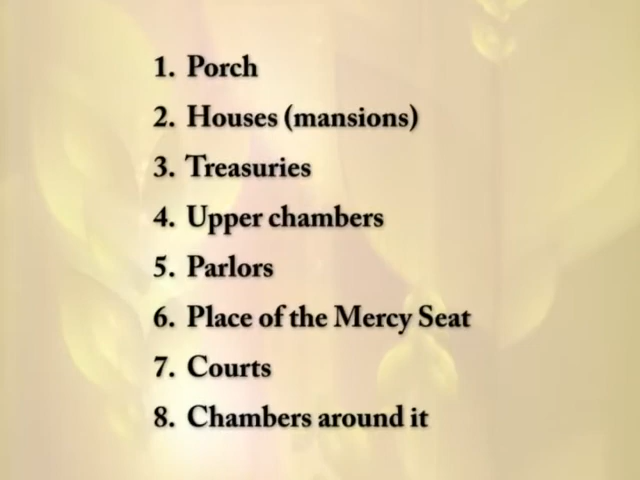 1. Porch
2. Houses (mansions)
3. Treasuries
4. Upper chambers
5. Parlors
6. Place of the Mercy Seat
7. Courts
8. Chambers around it